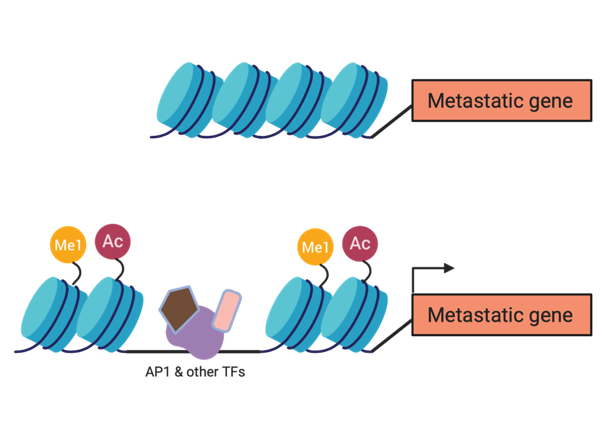 Metastatic gene
Me1
Ac
Me1
Ac
Metastatic gene
AP1 & other TFs